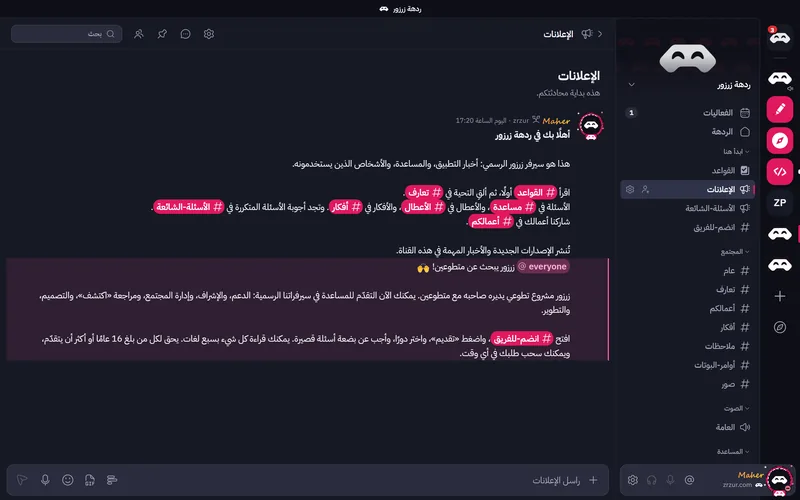 ردهة زرزور
بحث
الإعلانات
الإعلانات
هذه بداية محادثتكم.
Maher zrzur اليوم الساعة 17:20
أهلًا بك في ردهة زرزور
هذا هو سيرفر زرزور الرسمي: أخبار التطبيق، والمساعدة، والأشخاص الذين يستخدمونه.
اقرأ # القواعد أولًا، ثم ألقِ التحية في # تعارف.
الأسئلة في # مساعدة، والأعطال في # الأعطال، والأفكار في # أفكار. وتجد أجوبة الأسئلة المتكررة في # الأسئلة-الشائعة.
شاركنا أعمالك في # أعمالكم.
تُنشر الإصدارات الجديدة والأخبار المهمة في هذه القناة.
@everyone زرزور يبحث عن متطوعين! 🙌
زرزور مشروع تطوعي يديره صاحبه مع متطوعين. يمكنك الآن التقدّم للمساعدة في سيرفراتنا الرسمية: الدعم، والإشراف، وإدارة المجتمع، ومراجعة «اكتشف»، والتصميم،
والتطوير.
افتح # انضم-للفريق، واضغط «تقديم»، واختر دورًا، وأجب عن بضعة أسئلة قصيرة. يمكنك قراءة كل شيء بسبع لغات. يحق لكل من بلغ 16 عامًا أو أكثر أن يتقدّم،
ويمكنك سحب طلبك في أي وقت.
راسل الإعلانات
GIF
ردهة زرزور
الفعاليات 1
الردهة
ابدأ هنا
القواعد
الإعلانات
الأسئلة-الشائعة
انضم-للفريق
المجتمع
عام
تعارف
أعمالكم
أفكار
ملاحظات
أوامر-البوتات
صور
الصوت
العامة
المساعدة
Maher
zrzur.com
ZP